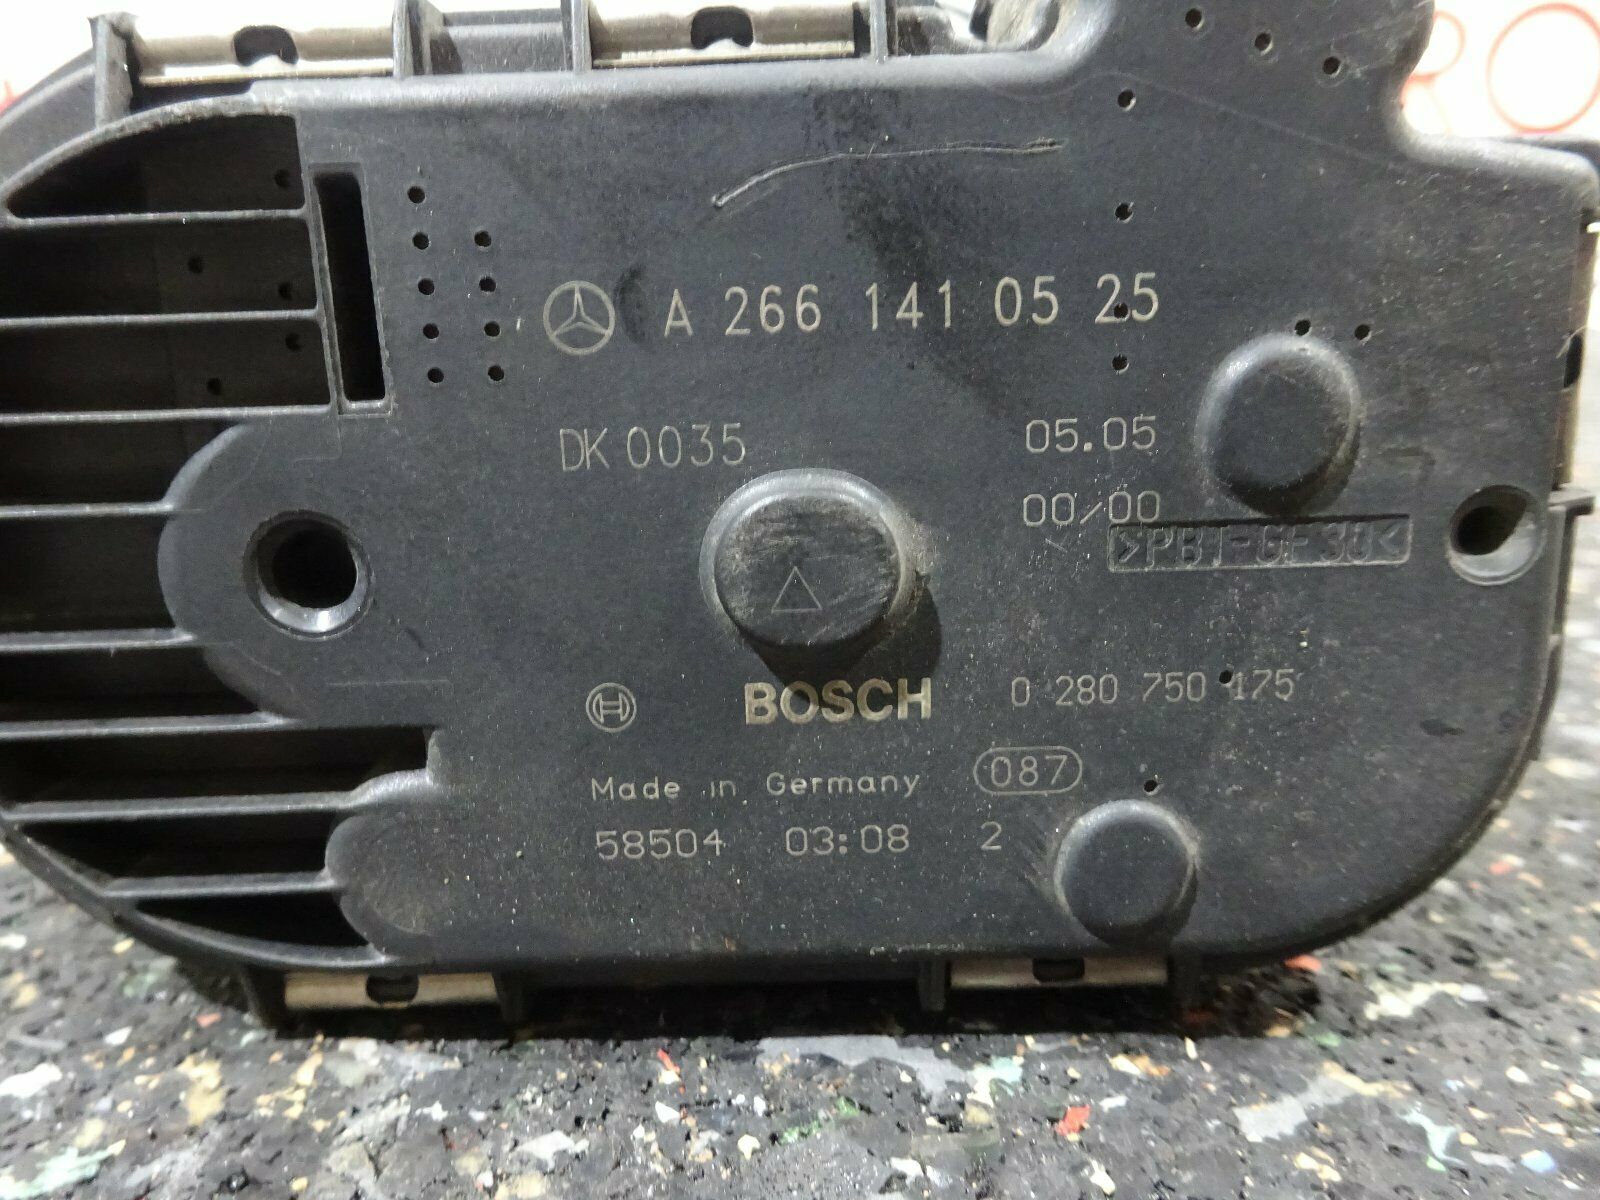 A 266 141 05 25
DK 0035
05.05
00/00
>PBT-GF30<
BOSCH 0 280 750 175
Made in Germany 087
58504 03:08 2